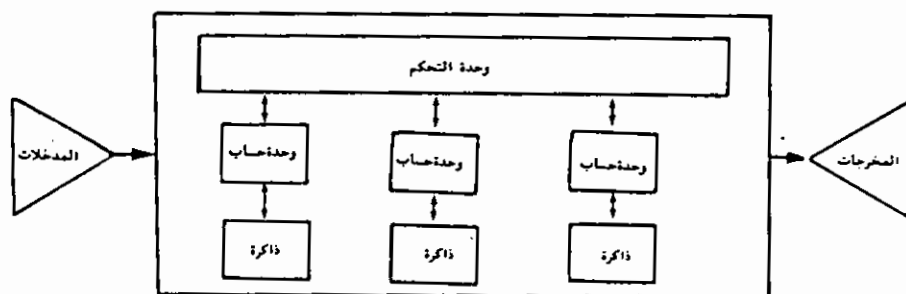 وحدة التحكم
المدخلات
وحدة حساب
وحدة حساب
وحدة حساب
المخرجات
ذاكرة
ذاكرة
ذاكرة